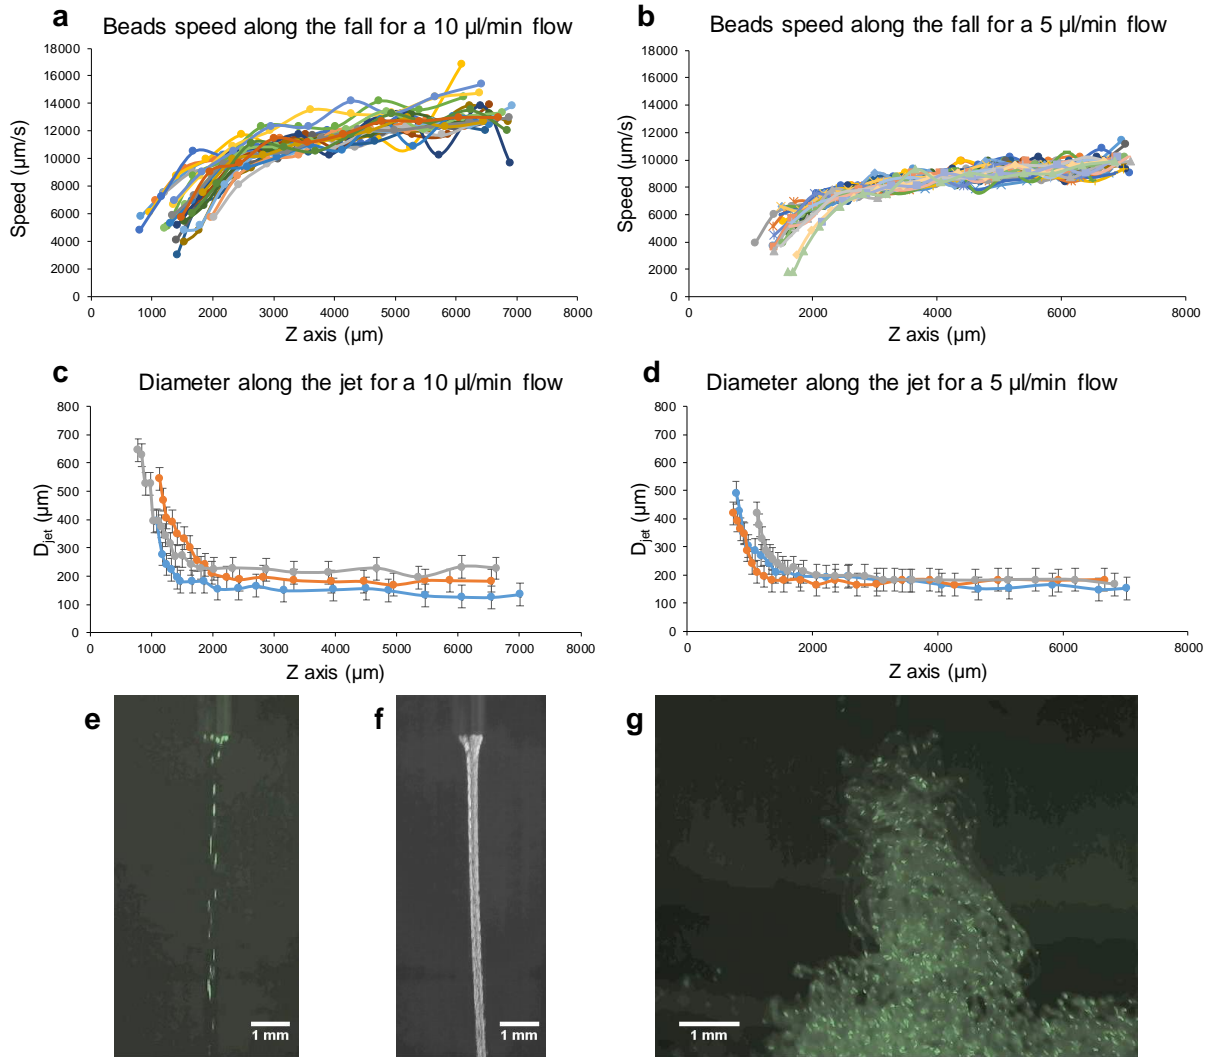 a
Beads speed along the fall for a 10 µl/min flow
18000
16000
14000
12000
10000
8000
6000
4000
2000
0
Speed (µm/s)
0 1000 2000 3000 4000 5000 6000 7000 8000
Z axis (µm)
b
Beads speed along the fall for a 5 µl/min flow
18000
16000
14000
12000
10000
8000
6000
4000
2000
0
Speed (µm/s)
0 2000 4000 6000 8000
Z axis (µm)
c
Diameter along the jet for a 10 µl/min flow
800
700
600
500
400
300
200
100
0
Djet (µm)
0 1000 2000 3000 4000 5000 6000 7000 8000
Z axis (µm)
d
Diameter along the jet for a 5 µl/min flow
800
700
600
500
400
300
200
100
0
Djet (µm)
0 2000 4000 6000 8000
Z axis (µm)
e
1 mm
f
1 mm
g
1 mm